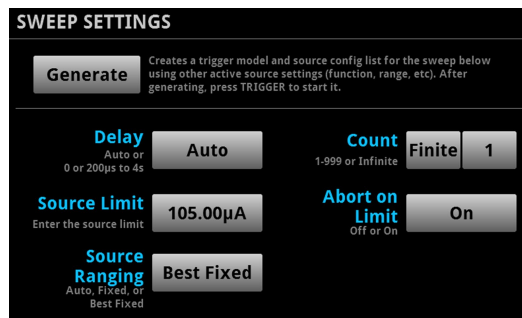 SWEEP SETTINGS
Generate
Creates a trigger model and source config list for the sweep below
using other active source settings (function, range, etc). After
generating, press TRIGGER to start it.
Delay
Auto or
0 or 200µs to 4s
Auto
Count
1-999 or Infinite
Finite
1
Source Limit
Enter the source limit
105.00µA
Abort on
Limit
Off or On
On
Source
Ranging
Auto, Fixed, or
Best Fixed
Best Fixed